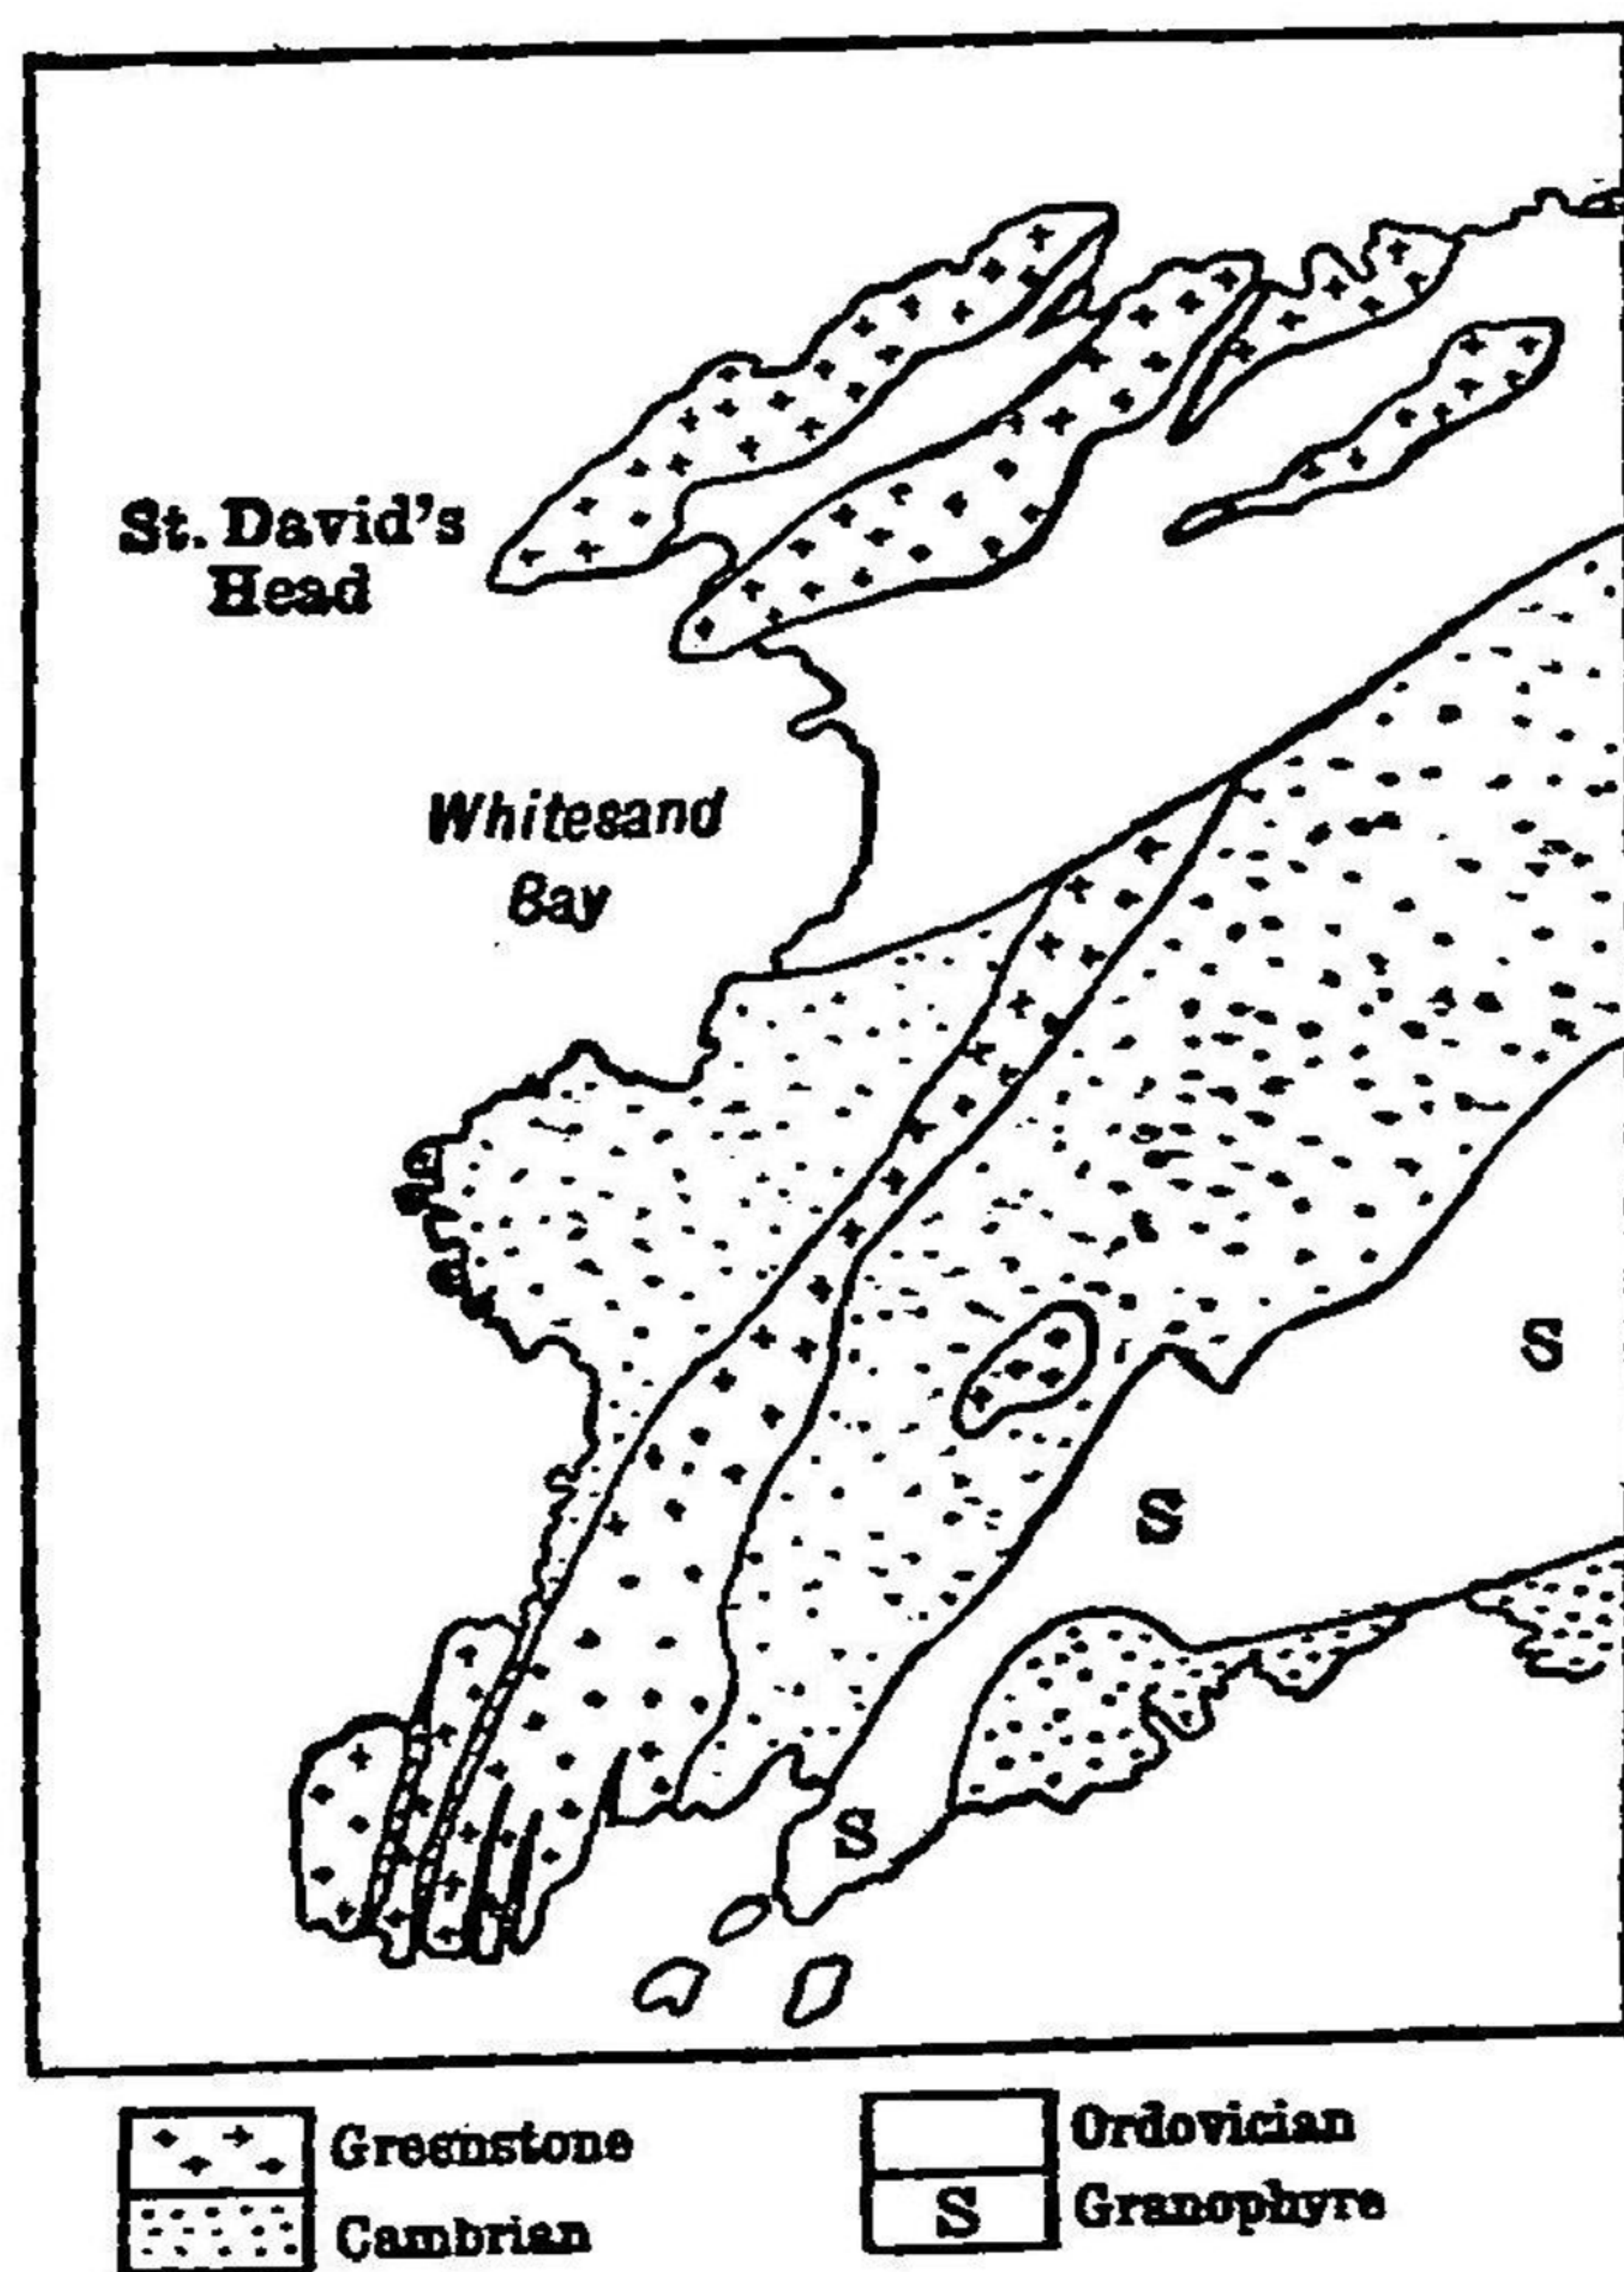 St. David's
Head
Whitesand
Bay
S
S
S
Greenstone
Cambrian
Ordovician
S Granophyre